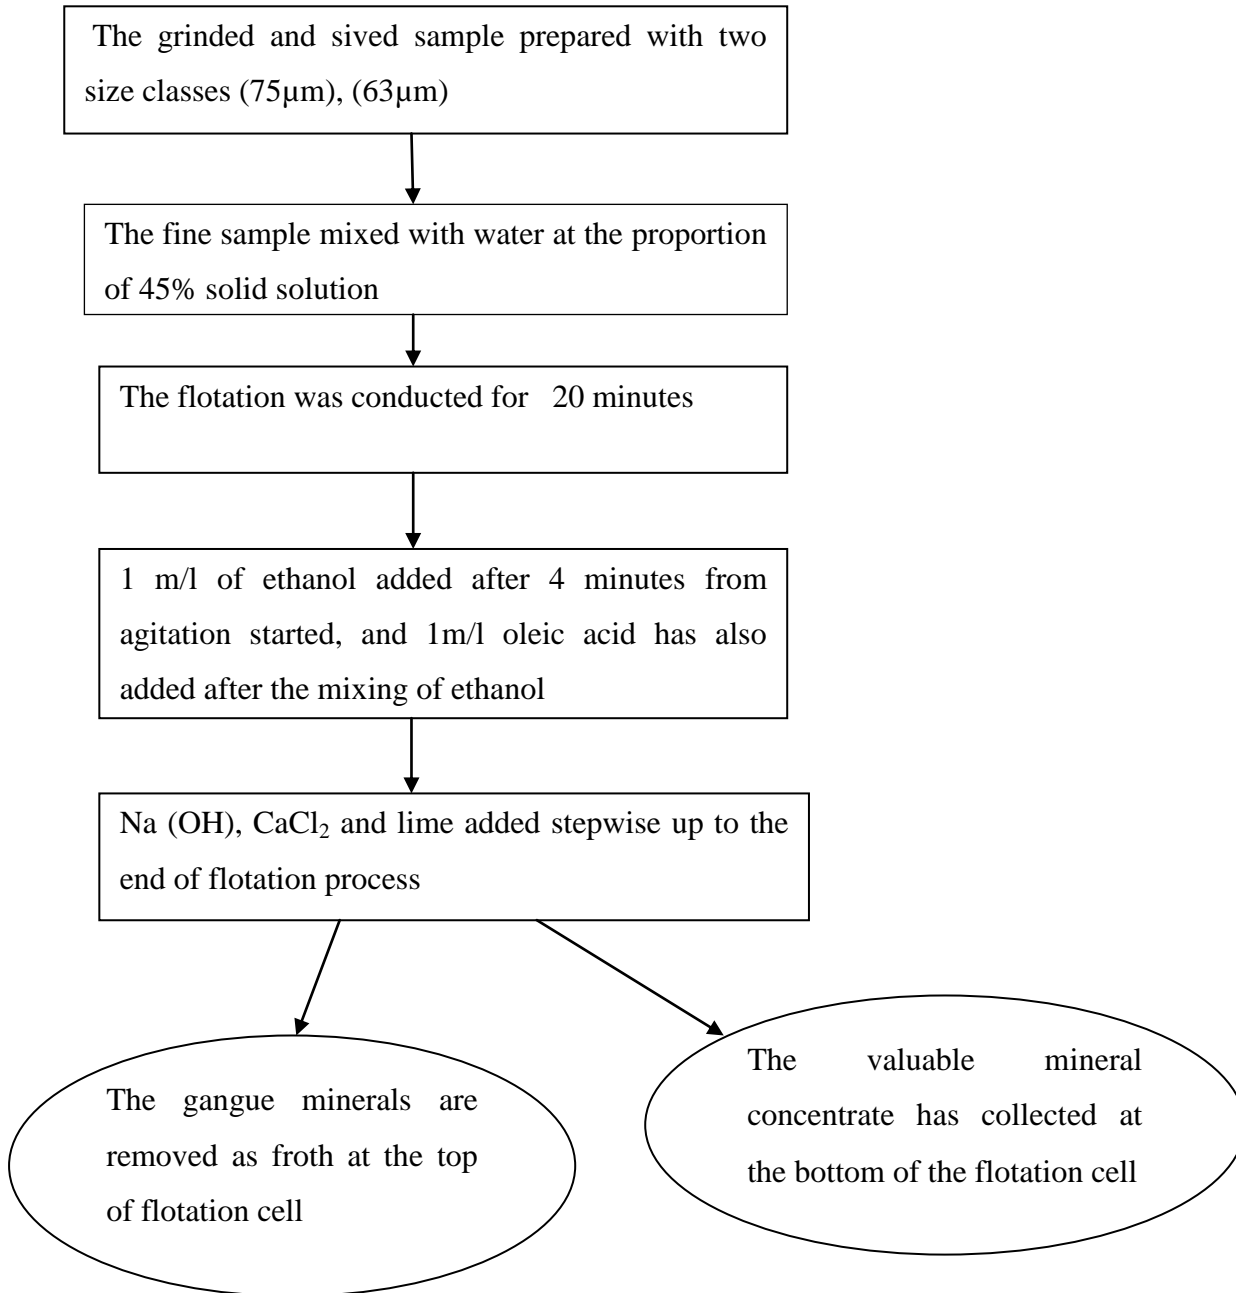 The grinded and sived sample prepared with two
size classes (75µm), (63µm)
The fine sample mixed with water at the proportion
of 45% solid solution
The flotation was conducted for 20 minutes
1 m/l of ethanol added after 4 minutes from
agitation started, and 1m/l oleic acid has also
added after the mixing of ethanol
Na (OH), CaCl₂ and lime added stepwise up to the
end of flotation process
The gangue minerals are
removed as froth at the top
of flotation cell
The valuable mineral
concentrate has collected at
the bottom of the flotation cell